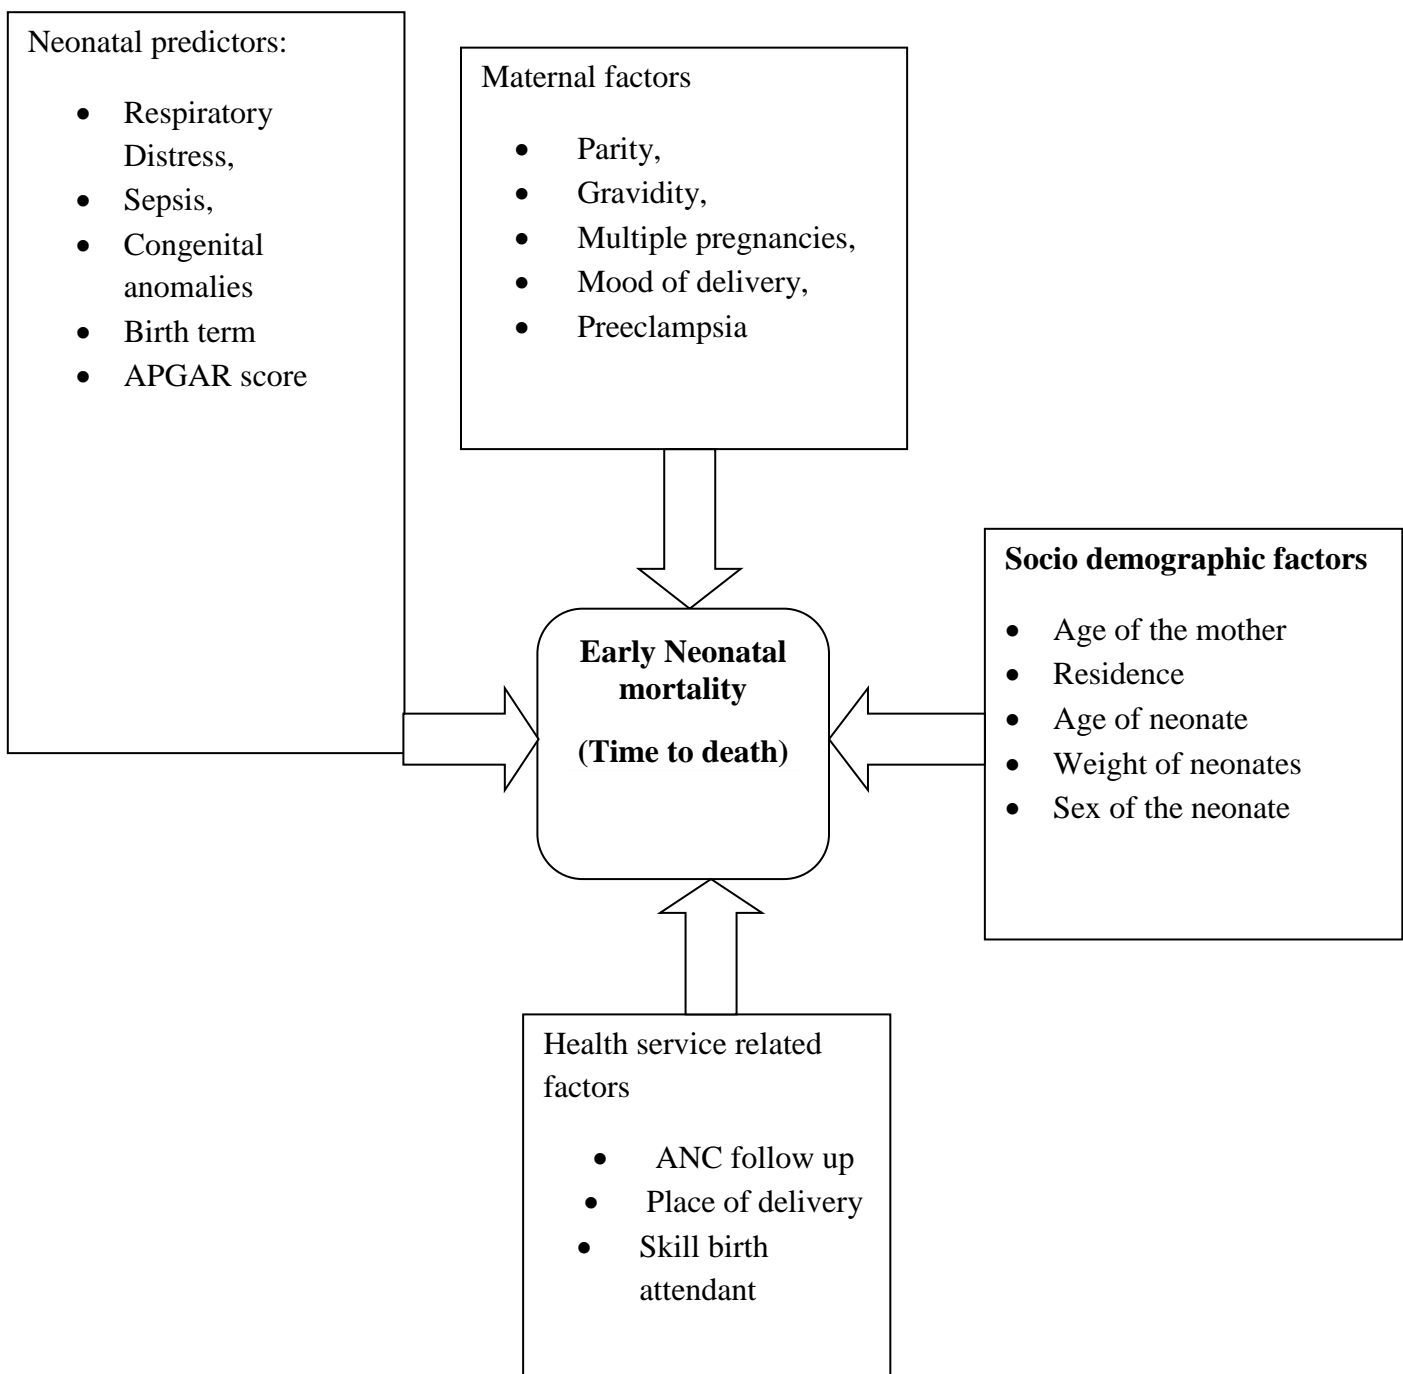 Neonatal predictors:
• Respiratory
Distress,
• Sepsis,
• Congenital
anomalies
• Birth term
• APGAR score
Maternal factors
• Parity,
• Gravidity,
• Multiple pregnancies,
• Mood of delivery,
• Preeclampsia
Early Neonatal
mortality
(Time to death)
Socio demographic factors
• Age of the mother
• Residence
• Age of neonate
• Weight of neonates
• Sex of the neonate
Health service related
factors
• ANC follow up
• Place of delivery
• Skill birth
attendant